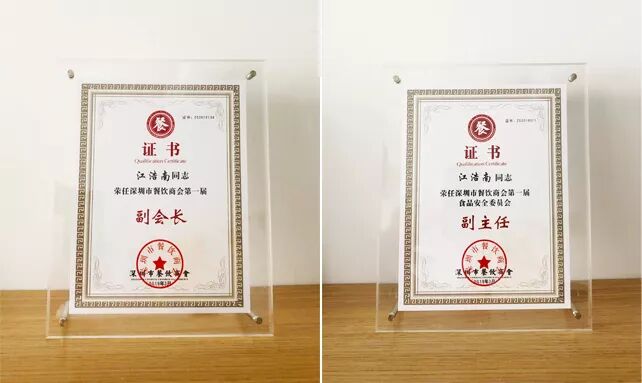 餐
证书
Qualification Certificate
江浩南同志
荣任深圳市餐饮商会第一届
副会长
深圳市餐饮商會
餐
证书
Qualification Certificate
江浩南同志
荣任深圳市餐饮商会第一届
食品安全委员会
副主任
深圳市餐饮商會